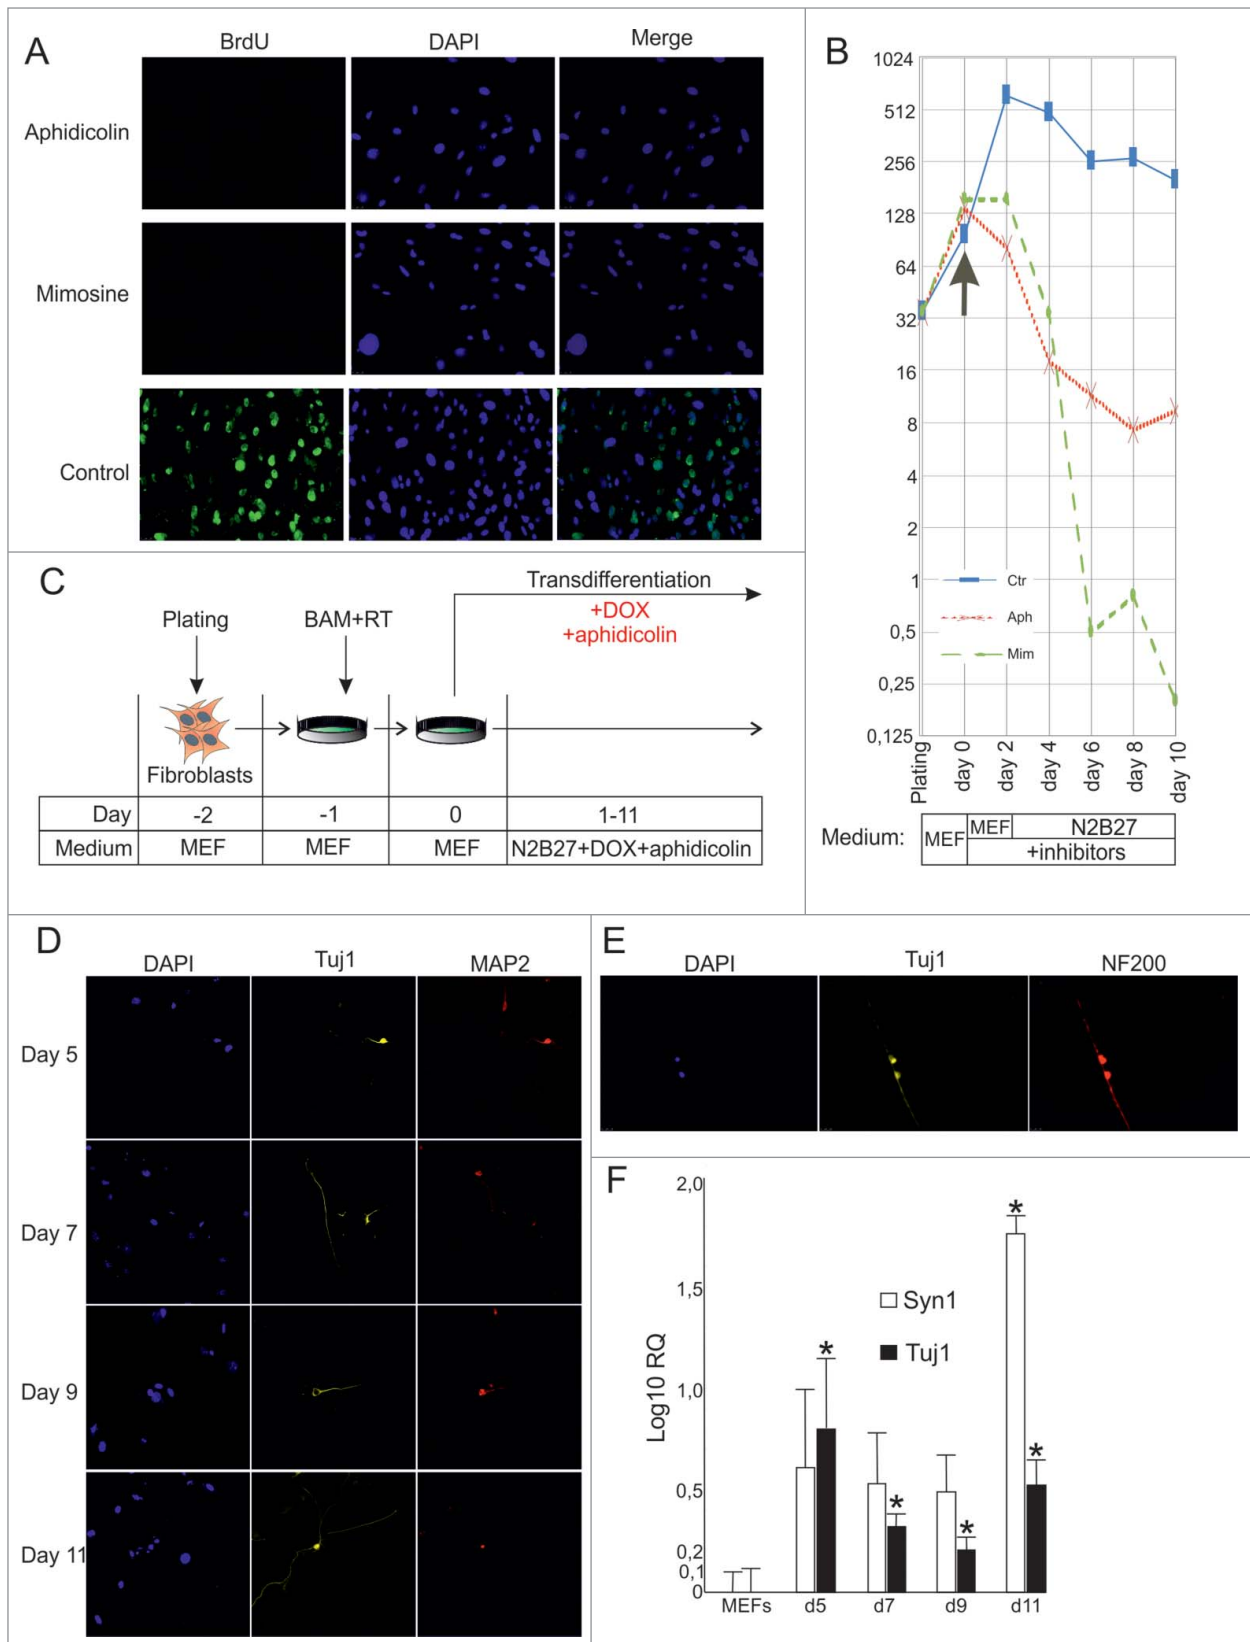 A
BrdU DAPI Merge
Aphidicolin
Mimosine
Control
B
1024
512
256
128
64
32
16
8
4
2
1
0,5
0,25
0,125
Ctr
Aph
Mim
Plating day 0 day 2 day 4 day 6 day 8 day 10
Medium: MEF MEF N2B27
+inhibitors
C
Transdifferentiation
+DOX
+aphidicolin
Plating BAM+RT
Fibroblasts
Day -2 -1 0 1-11
Medium MEF MEF MEF N2B27+DOX+aphidicolin
D
DAPI Tuj1 MAP2
Day 5
Day 7
Day 9
Day 11
E
DAPI Tuj1 NF200
F
Log10 RQ
2,0
1,5
1,0
0,5
0,2
0,1
0
Syn1
Tuj1
* * * * *
MEFs d5 d7 d9 d11